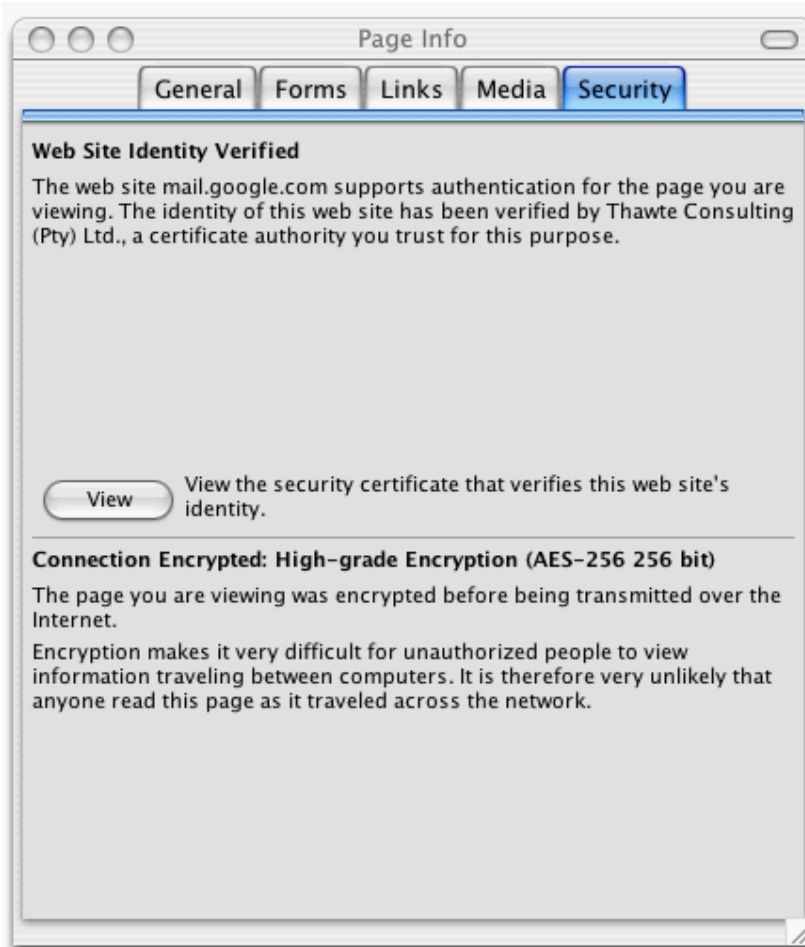 Page Info
General Forms Links Media Security
Web Site Identity Verified
The web site mail.google.com supports authentication for the page you are
viewing. The identity of this web site has been verified by Thawte Consulting
(Pty) Ltd., a certificate authority you trust for this purpose.
View the security certificate that verifies this web site's
View
identity.
Connection Encrypted: High-grade Encryption (AES-256 256 bit)
The page you are viewing was encrypted before being transmitted over the
Internet.
Encryption makes it very difficult for unauthorized people to view
information traveling between computers. It is therefore very unlikely that
anyone read this page as it traveled across the network.